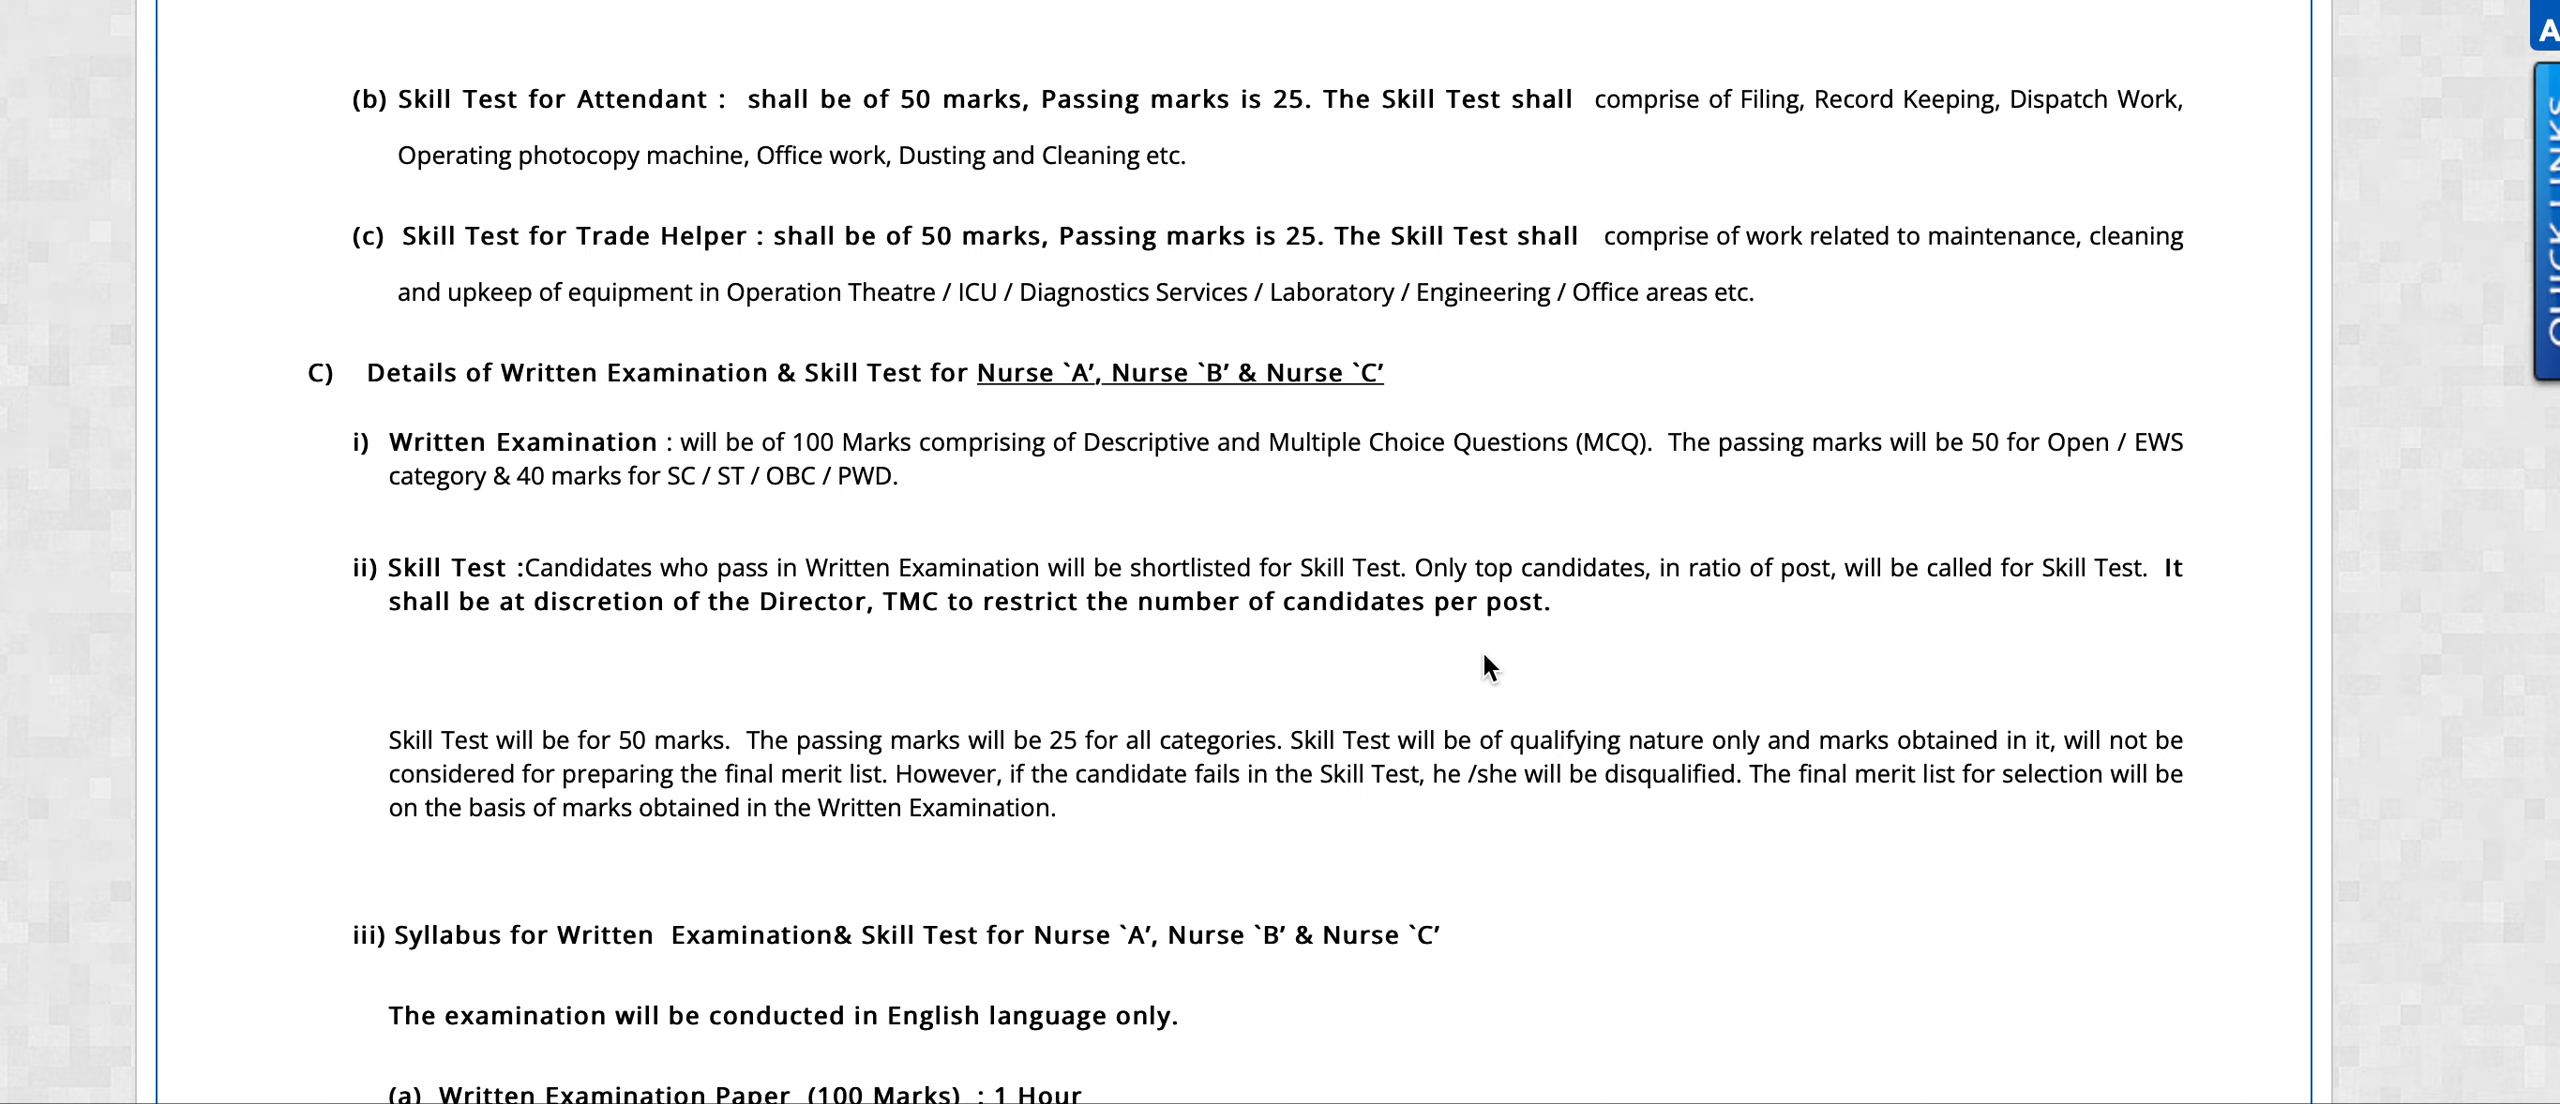 (b) Skill Test for Attendant : shall be of 50 marks, Passing marks is 25. The Skill Test shall comprise of Filing, Record Keeping, Dispatch Work,
Operating photocopy machine, Office work, Dusting and Cleaning etc.
(c) Skill Test for Trade Helper : shall be of 50 marks, Passing marks is 25. The Skill Test shall comprise of work related to maintenance, cleaning
and upkeep of equipment in Operation Theatre / ICU / Diagnostics Services / Laboratory / Engineering / Office areas etc.
C) Details of Written Examination & Skill Test for Nurse `A’, Nurse `B’ & Nurse `C’
i) Written Examination : will be of 100 Marks comprising of Descriptive and Multiple Choice Questions (MCQ). The passing marks will be 50 for Open / EWS
category & 40 marks for SC / ST / OBC / PWD.
ii) Skill Test :Candidates who pass in Written Examination will be shortlisted for Skill Test. Only top candidates, in ratio of post, will be called for Skill Test. It
shall be at discretion of the Director, TMC to restrict the number of candidates per post.
Skill Test will be for 50 marks. The passing marks will be 25 for all categories. Skill Test will be of qualifying nature only and marks obtained in it, will not be
considered for preparing the final merit list. However, if the candidate fails in the Skill Test, he /she will be disqualified. The final merit list for selection will be
on the basis of marks obtained in the Written Examination.
iii) Syllabus for Written Examination& Skill Test for Nurse `A’, Nurse `B’ & Nurse `C’
The examination will be conducted in English language only.
(a) Written Examination Paper (100 Marks) : 1 Hour
A
QUICK LINKS